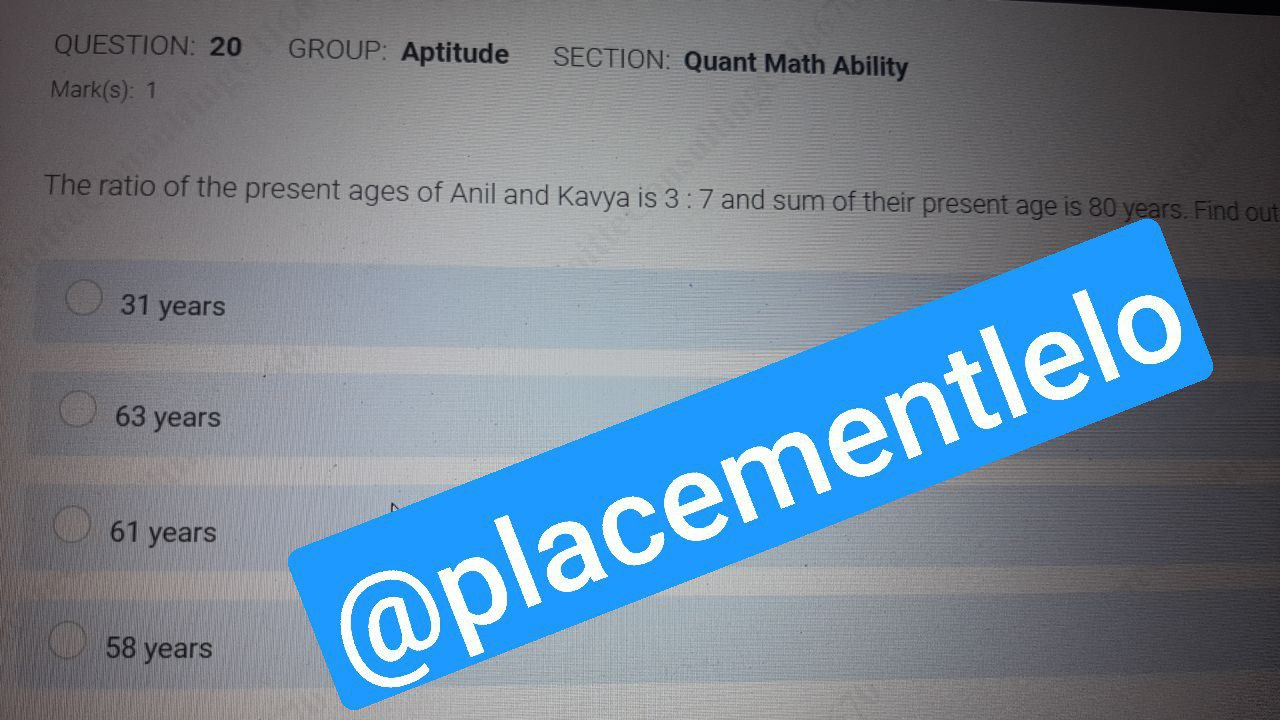 QUESTION: 20 GROUP: Aptitude SECTION: Quant Math Ability
Mark(s): 1
The ratio of the present ages of Anil and Kavya is 3 : 7 and sum of their present age is 80 years. Find out
31 years
63 years
61 years
58 years
@placementlelo